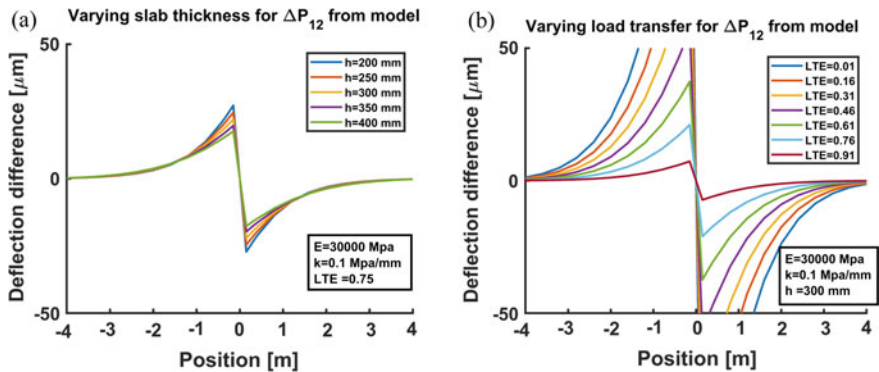 (a)
Varying slab thickness for ΔP12 from model
50
0
-50
Deflection difference [μm]
h=200 mm
h=250 mm
h=300 mm
h=350 mm
h=400 mm
E=30000 Mpa
k=0.1 Mpa/mm
LTE =0.75
-4 -3 -2 -1 0 1 2 3 4
Position [m]
(b)
Varying load transfer for ΔP12 from model
50
0
-50
Deflection difference [μm]
LTE=0.01
LTE=0.16
LTE=0.31
LTE=0.46
LTE=0.61
LTE=0.76
LTE=0.91
E=30000 Mpa
k=0.1 Mpa/mm
h =300 mm
-4 -3 -2 -1 0 1 2 3 4
Position [m]